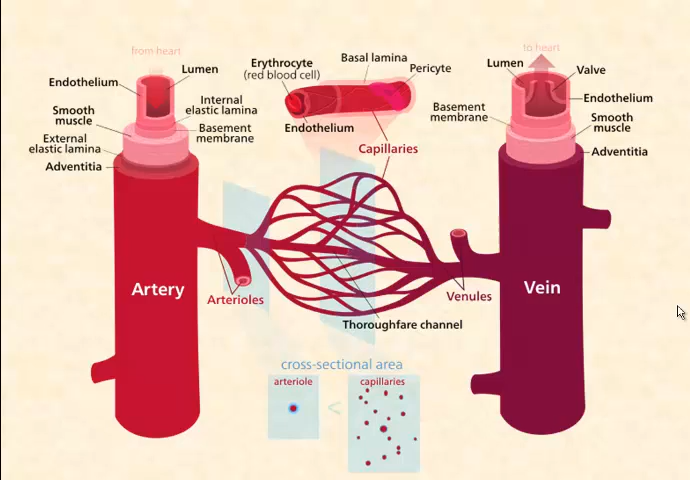 from heart
Lumen
Endothelium
Smooth
muscle
Internal
elastic lamina
External
elastic lamina
Basement
membrane
Adventitia
Erythrocyte
(red blood cell)
Basal lamina
Pericyte
Endothelium
Capillaries
to heart
Lumen
Valve
Endothelium
Basement
membrane
Smooth
muscle
Adventitia
Artery
Arterioles
Venules
Vein
Thoroughfare channel
cross-sectional area
arteriole
<
capillaries